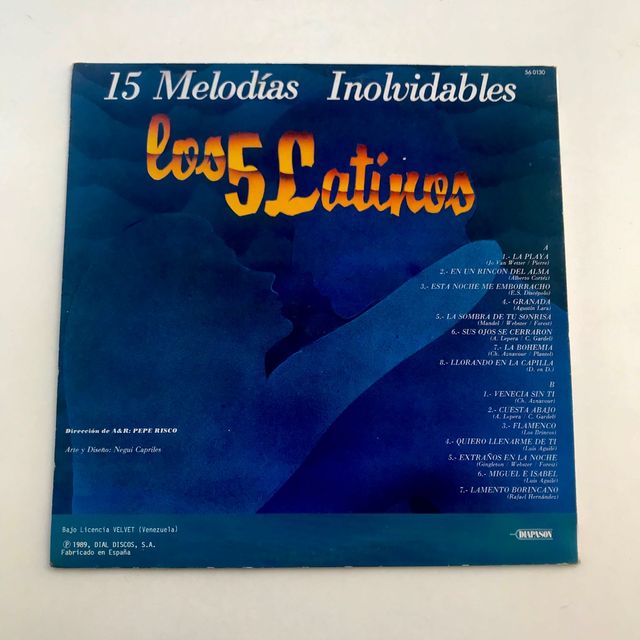 56 0130
15 Melodías Inolvidables
los 5 Latinos
A
1.- LA PLAYA
(Jo Van Wetter / Pierre)
2.- EN UN RINCON DEL ALMA
(Alberto Cortéz)
3.- ESTA NOCHE ME EMBORRACHO
(E.S. Discépolo)
4.- GRANADA
(Agustín Lara)
5.- LA SOMBRA DE TU SONRISA
(Mandel / Webster / Forest)
6.- SUS OJOS SE CERRARON
(A. Lepera / C. Gardel)
7.- LA BOHEMIA
(Ch. Aznavour / Plantel)
8.- LLORANDO EN LA CAPILLA
(D. en D.)
B
1.- VENECIA SIN TI
(Ch. Aznavour)
2.- CUESTA ABAJO
(A. Lepera / C. Gardel)
3.- FLAMENCO
(Los Brincos)
4.- QUIERO LLENARME DE TI
(Luis Aguilé)
5.- EXTRAÑOS EN LA NOCHE
(Gingleton / Webster / Forest)
6.- MIGUEL E ISABEL
(Luis Aguilé)
7.- LAMENTO BORINCANO
(Rafael Hernández)
Dirección de A&R: PEPE RISCO
Arte y Diseño: Negui Capriles
Bajo Licencia VELVET (Venezuela)
℗ 1989, DIAL DISCOS, S.A.
Fabricado en España
DIAPASON